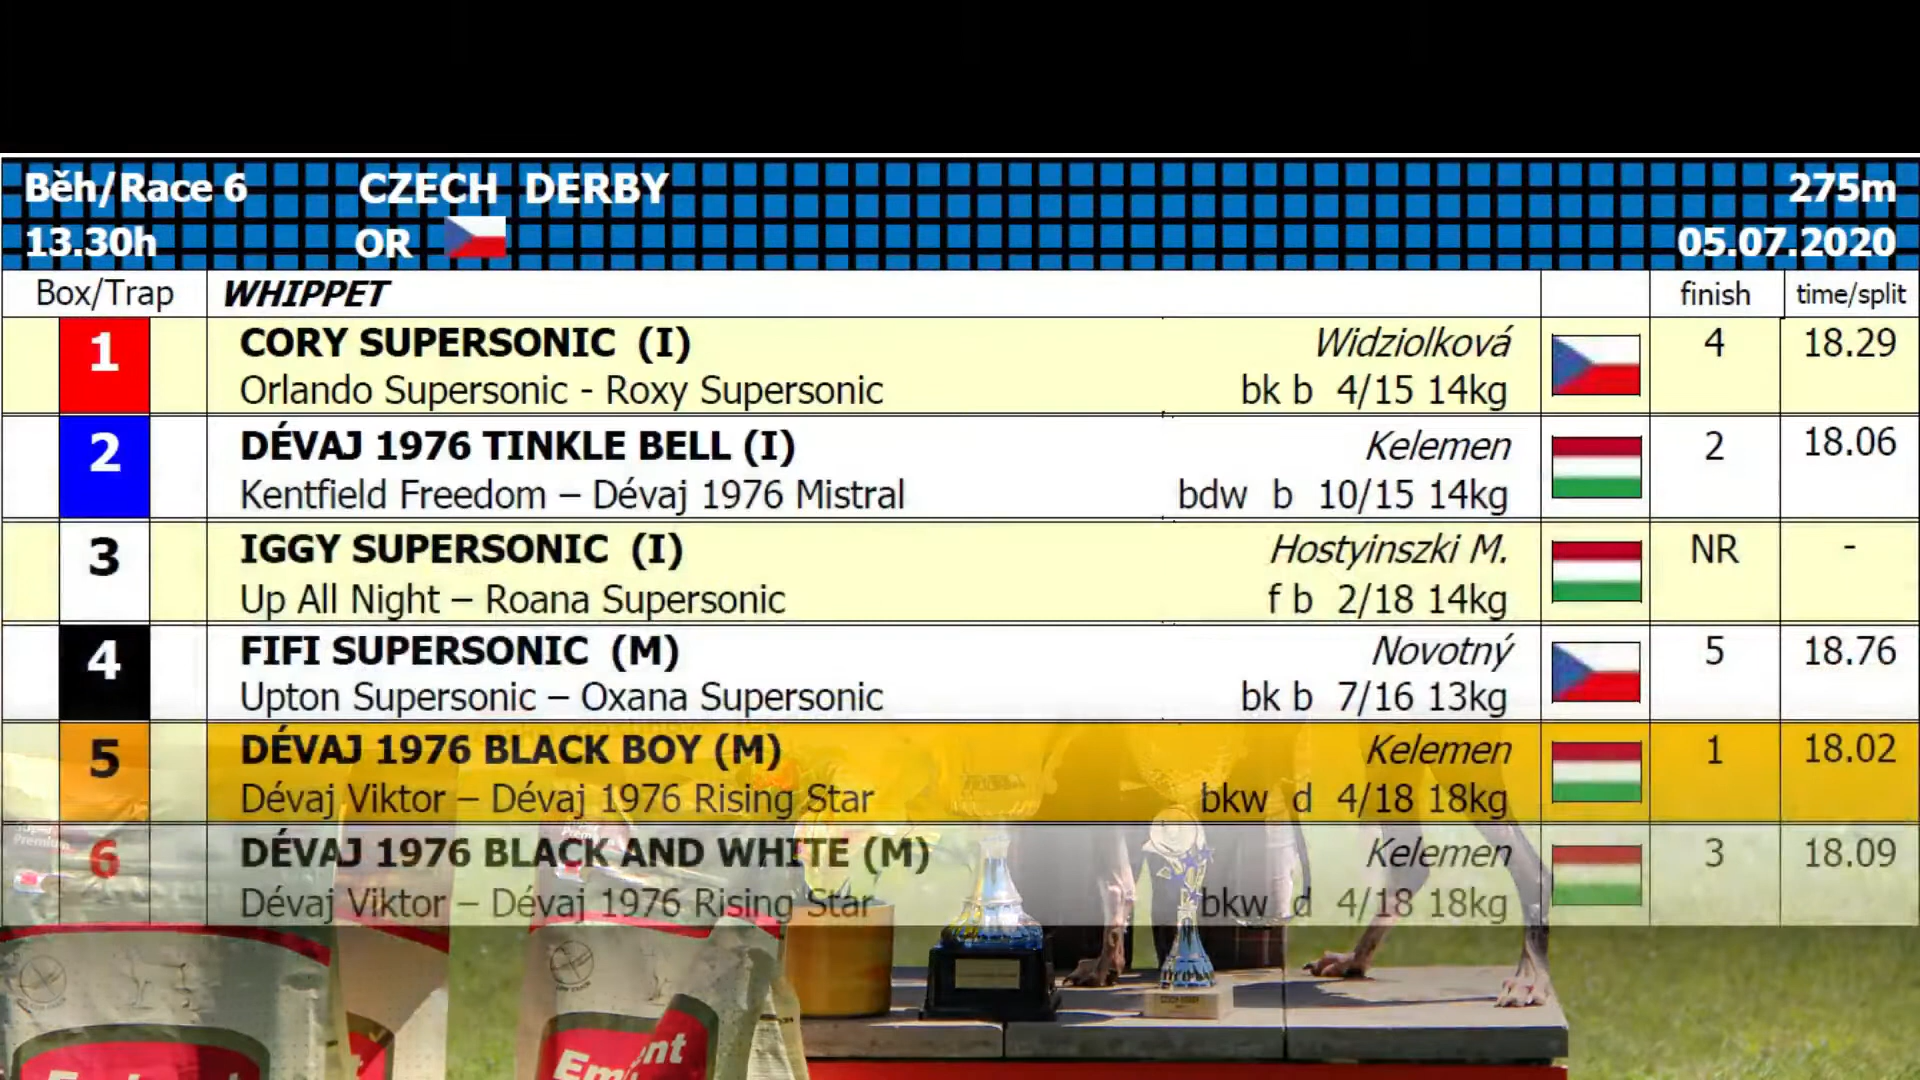 Běh/Race 6 CZECH DERBY 275m
13.30h OR 05.07.2020
Box/Trap WHIPPET finish time/split
1 CORY SUPERSONIC (I) Widziolková 4 18.29
Orlando Supersonic - Roxy Supersonic bk b 4/15 14kg
2 DÉVAJ 1976 TINKLE BELL (I) Kelemen 2 18.06
Kentfield Freedom – Dévaj 1976 Mistral bdw b 10/15 14kg
3 IGGY SUPERSONIC (I) Hostyinszki M. NR -
Up All Night – Roana Supersonic f b 2/18 14kg
4 FIFI SUPERSONIC (M) Novotný 5 18.76
Upton Supersonic – Oxana Supersonic bk b 7/16 13kg
5 DÉVAJ 1976 BLACK BOY (M) Kelemen 1 18.02
Dévaj Viktor – Dévaj 1976 Rising Star bkw d 4/18 18kg
6 DÉVAJ 1976 BLACK AND WHITE (M) Kelemen 3 18.09
Dévaj Viktor – Dévaj 1976 Rising Star bkw d 4/18 18kg